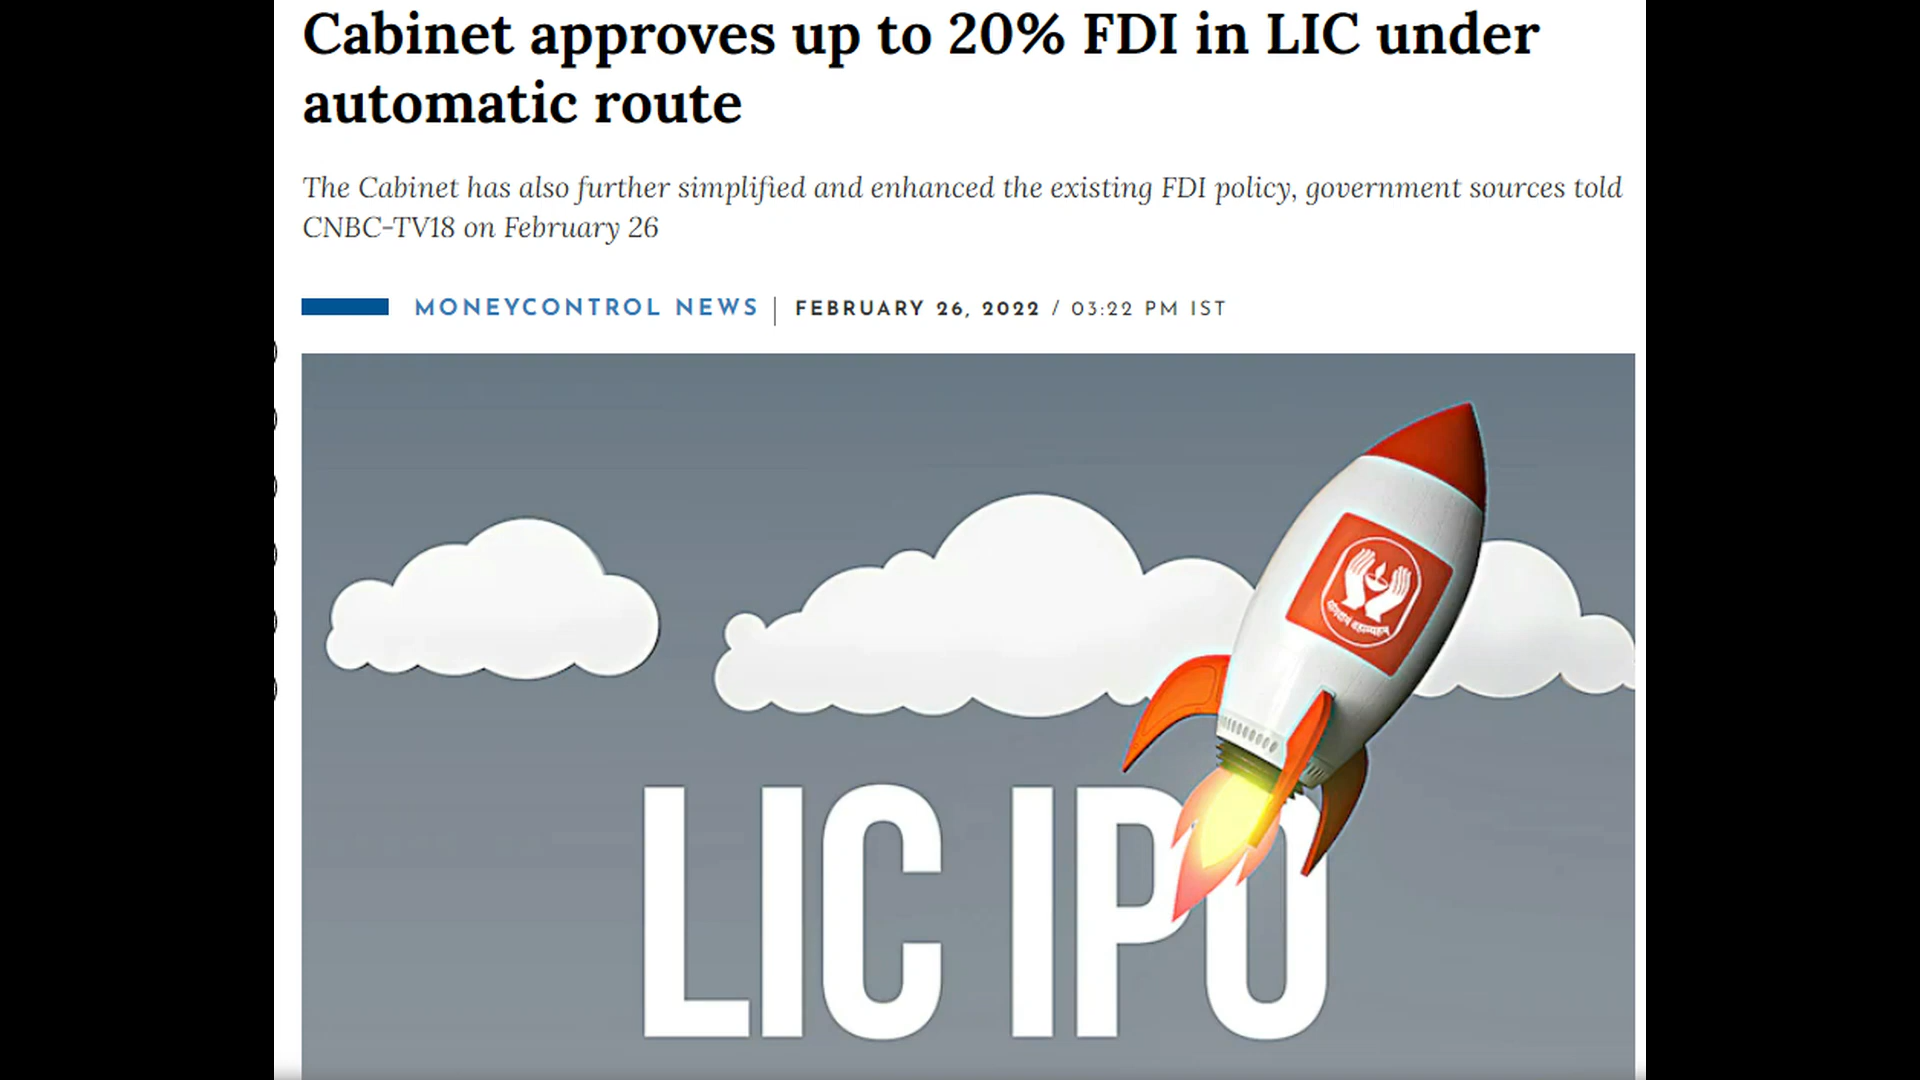 Cabinet approves up to 20% FDI in LIC under
automatic route
The Cabinet has also further simplified and enhanced the existing FDI policy, government sources told
CNBC-TV18 on February 26
MONEYCONTROL NEWS | FEBRUARY 26, 2022 / 03:22 PM IST
LIC IPO